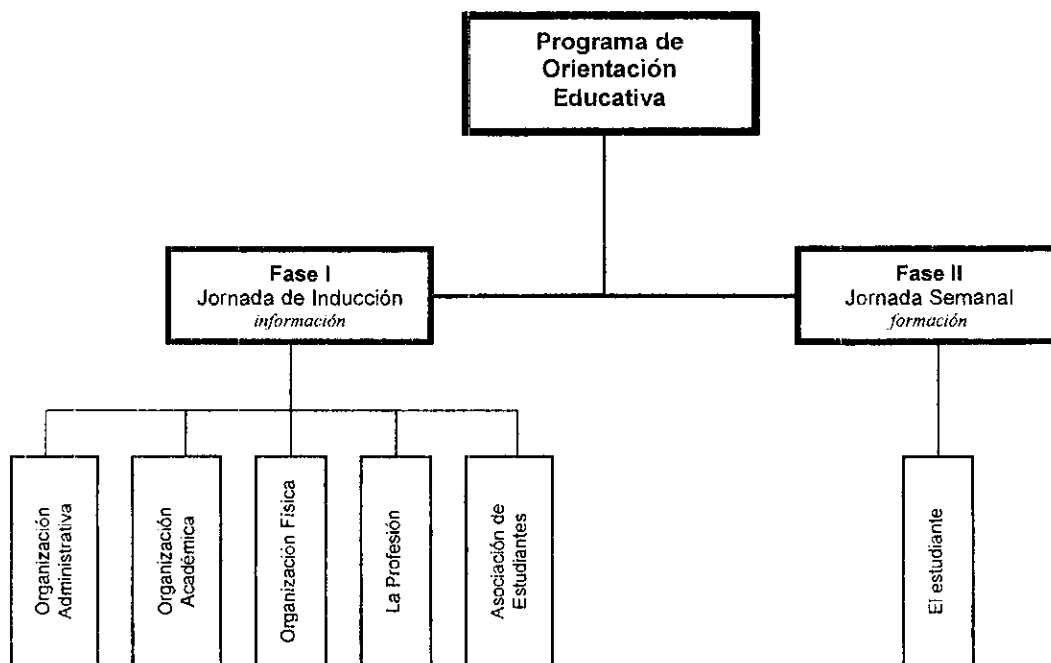 Programa de
Orientación
Educativa
Fase I
Jornada de Inducción
información
Fase II
Jornada Semanal
formación
Organización
Administrativa
Organización
Académica
Organización Física
La Profesión
Asociación de
Estudiantes
El estudiante